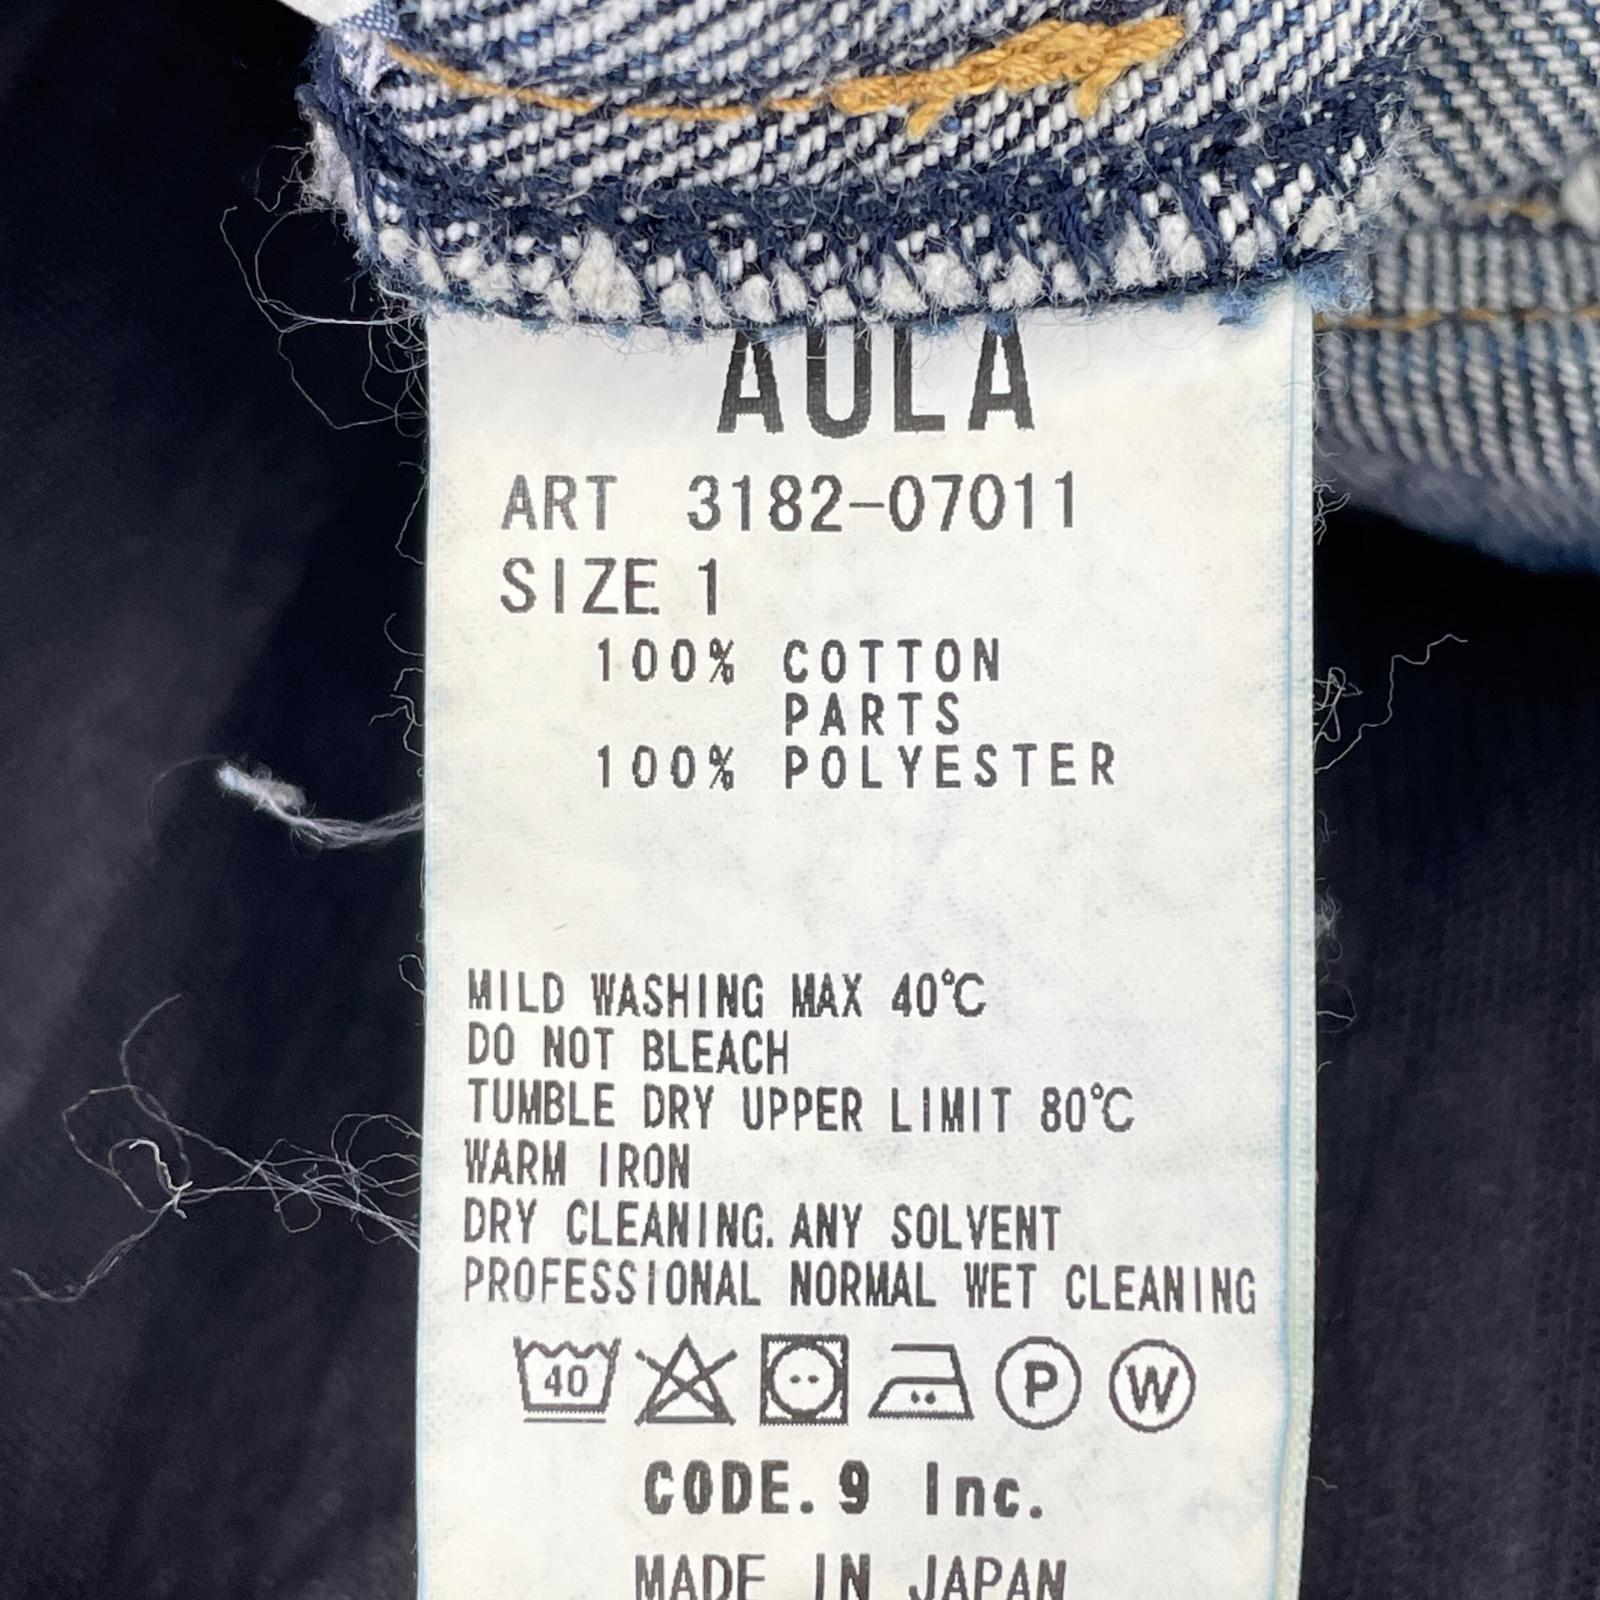 AULA
ART 3182-07011
SIZE 1
100% COTTON
PARTS
100% POLYESTER
MILD WASHING MAX 40℃
DO NOT BLEACH
TUMBLE DRY UPPER LIMIT 80℃
WARM IRON
DRY CLEANING. ANY SOLVENT
PROFESSIONAL NORMAL WET CLEANING
40 P W
CODE. 9 Inc.
MADE IN JAPAN